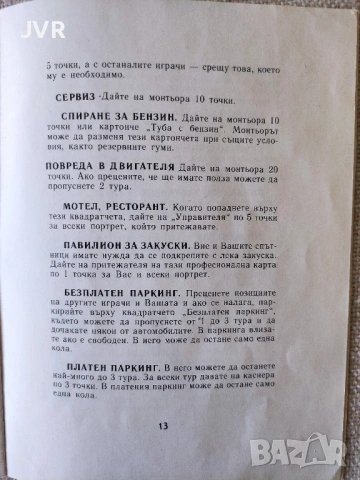 JVR
5 точки, а с останалите играчи — срещу това, което
му е необходимо.
СЕРВИЗ -Дайте на монтьора 10 точки.
СПИРАНЕ ЗА БЕНЗИН. Дайте на монтьора 10
точки или картонче „Туба с бензин". Монтьорът
може да разменя тези картончета при същите усло-
вия, както резервните гуми.
ПОВРЕДА В ДВИГАТЕЛЯ Дайте на монтьора 20
точки. Ако прецените, че ще имате полза можете да
пропуснете 2 тура.
МОТЕЛ, РЕСТОРАНТ. Когато попаднете върху
тези квадратчета, дайте на „Управителя" по 5 точки
за всеки портрет, който притежавате.
ПАВИЛИОН ЗА ЗАКУСКИ. Вие и Вашите спът-
ници имате нужда да се подкрепите с лека закуска.
Дайте на притежателя на тази професионална карта
по 1 точка за Вас и всеки портрет.
БЕЗПЛАТЕН ПАРКИНГ. Преценете позициите
на другите играчи и Вашата и ако се налага, пар-
кирайте върху квадратчето „Безплатен паркинг",
където можете да пропуснете от 1 до 3 тура и да
дочакате някои от автомобилите. В паркинга влиза-
те ако е свободен. В него може да остане само една
кола.
ПЛАТЕН ПАРКИНГ. В него можете да останете
най-много до 3 тура. За всеки тур давате на касиера
по 3 точки. В платения паркинг може да остане само
една кола.
13
BAZAR